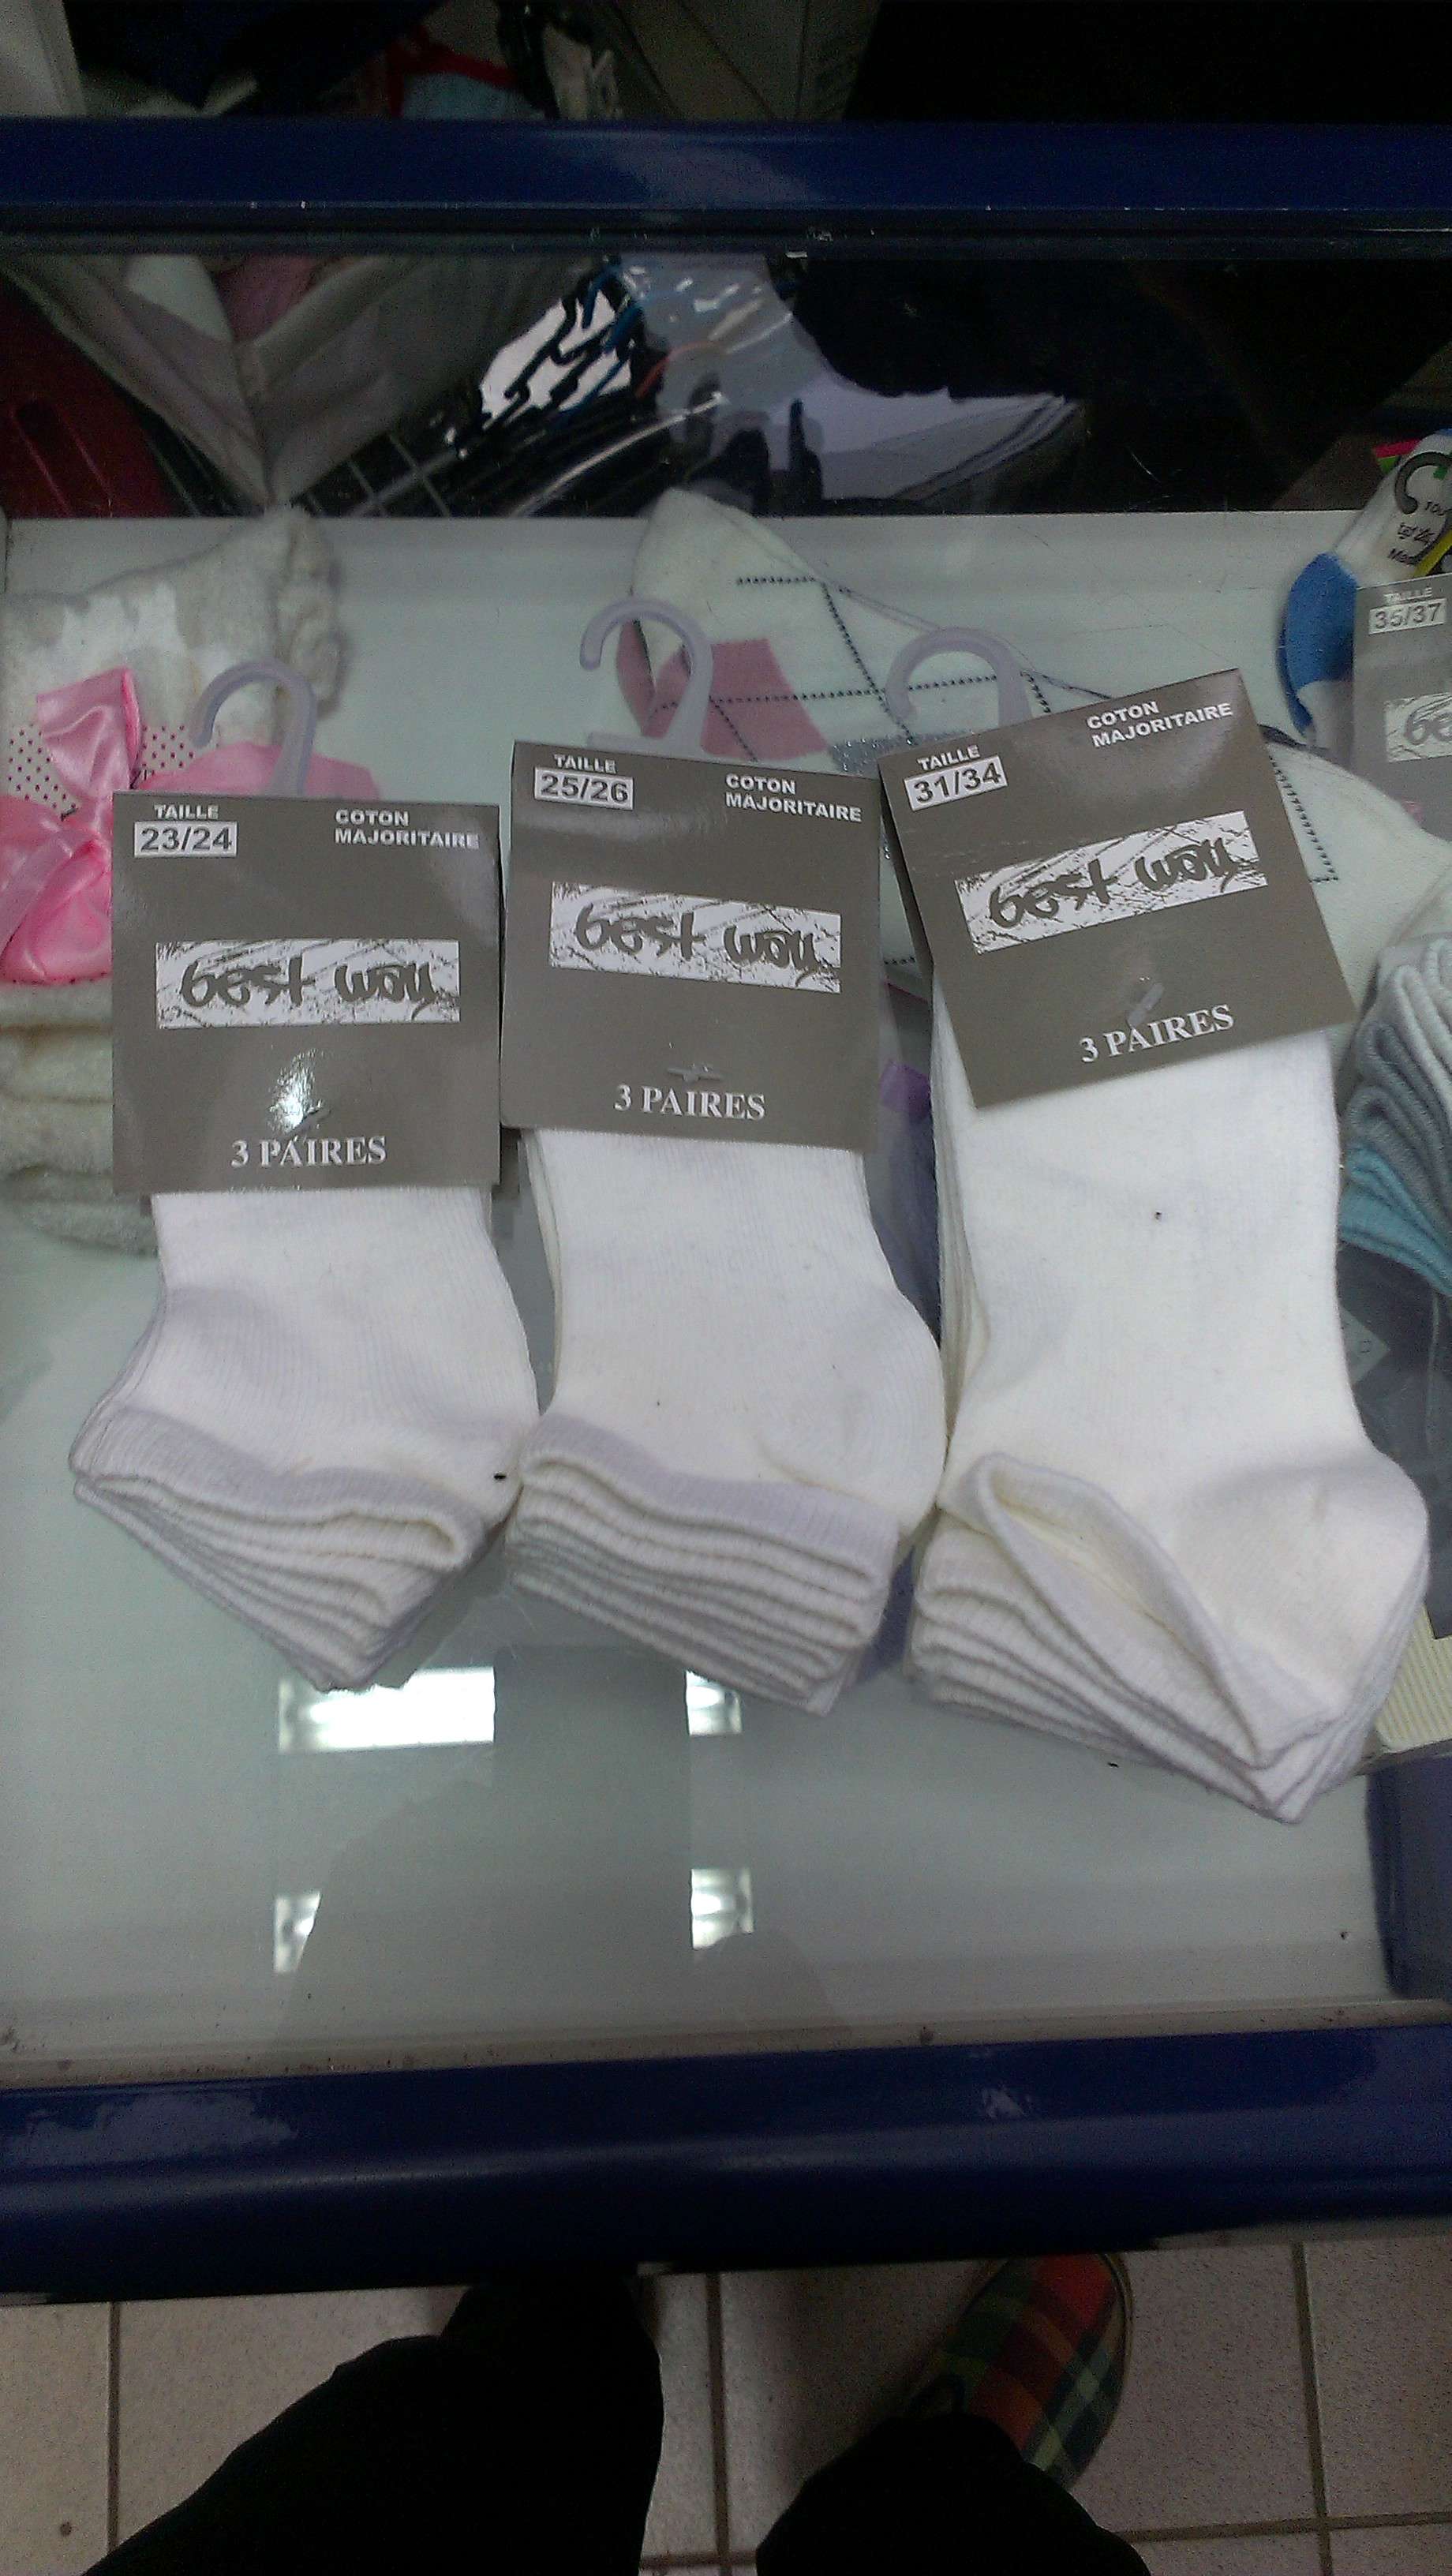 TAILLE
23/24
COTON
MAJORITAIRE
best way
3 PAIRES
TAILLE
25/26
COTON
MAJORITAIRE
best way
3 PAIRES
TAILLE
31/34
COTON
MAJORITAIRE
best way
3 PAIRES
TAILLE
35/37